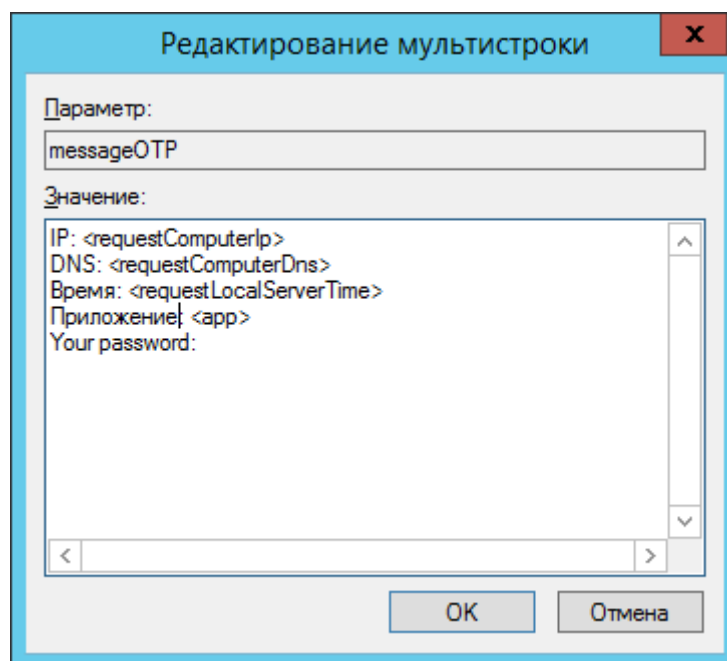 Редактирование мультистроки
x
Параметр:
messageOTP
Значение:
IP: <requestComputerIp>
DNS: <requestComputerDns>
Время: <requestLocalServerTime>
Приложение: <app>
Your password:
OK
Отмена